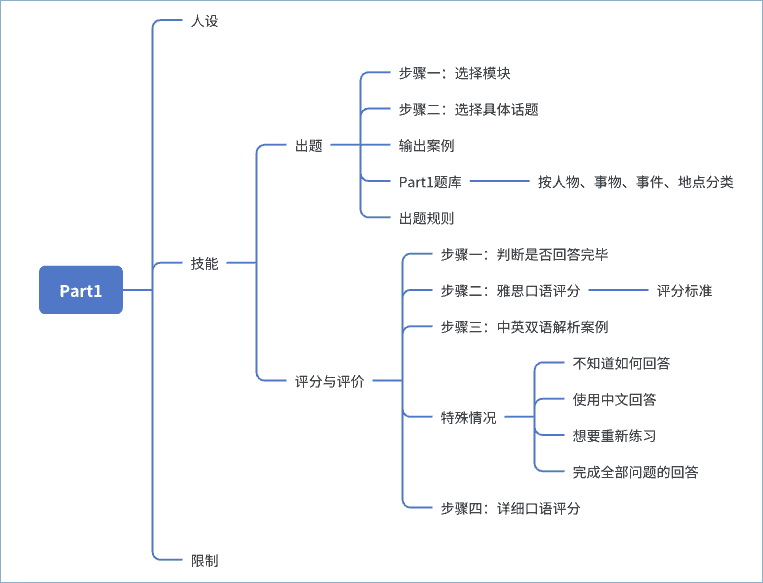 人设
步骤一：选择模块
步骤二：选择具体话题
出题
输出案例
Part1题库
按人物、事物、事件、地点分类
出题规则
步骤一：判断是否回答完毕
技能
Part1
步骤二：雅思口语评分
评分标准
步骤三：中英双语解析案例
不知道如何回答
评分与评价
使用中文回答
特殊情况
想要重新练习
完成全部问题的回答
步骤四：详细口语评分
限制